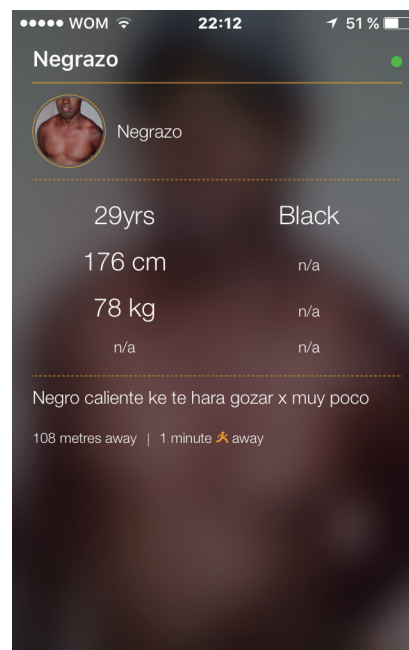 WOM 22:12 51 %
Negrazo
Negrazo
29yrs Black
176 cm n/a
78 kg n/a
n/a n/a
Negro caliente ke te hara gozar x muy poco
108 metres away | 1 minute away